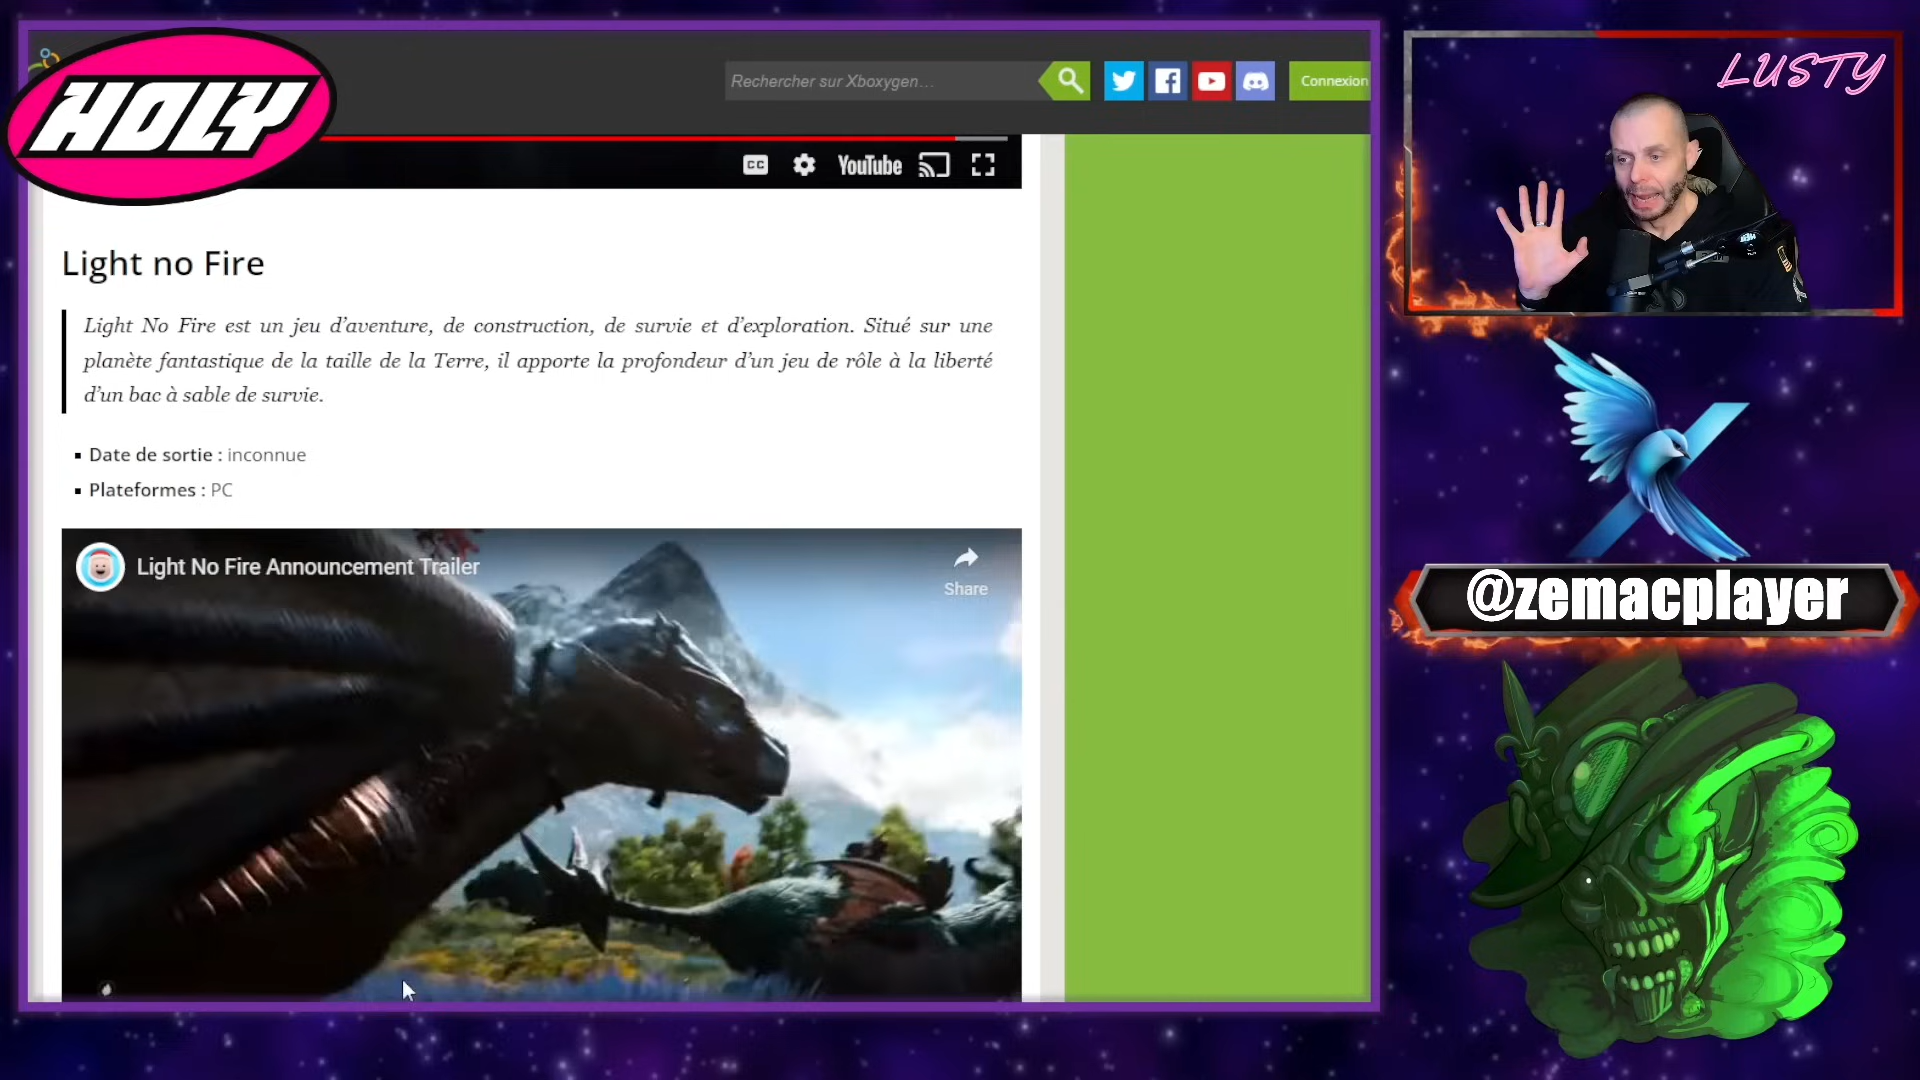 HOLY
Rechercher sur Xboxygen...
Connexion
CC
YouTube
Light no Fire
Light No Fire est un jeu d’aventure, de construction, de survie et d’exploration. Situé sur une
planète fantastique de la taille de la Terre, il apporte la profondeur d’un jeu de rôle à la liberté
d’un bac à sable de survie.
▪ Date de sortie : inconnue
▪ Plateformes : PC
Light No Fire Announcement Trailer
Share
LUSTY
@zemacplayer